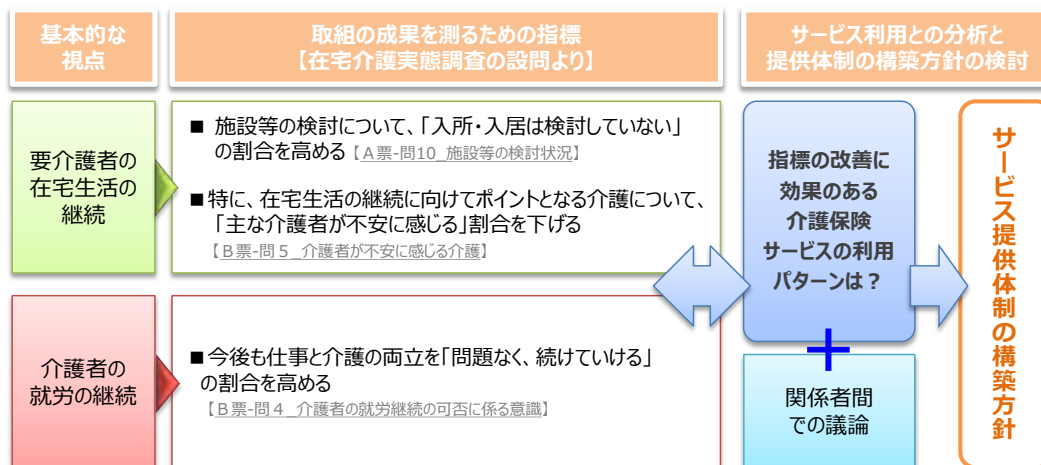 基本的な
視点
取組の成果を測るための指標
【在宅介護実態調査の設問より】
サービス利用との分析と
提供体制の構築方針の検討
要介護者の
在宅生活の
継続
■ 施設等の検討について、「入所・入居は検討していない」
の割合を高める【A票-問10_施設等の検討状況】
■特に、在宅生活の継続に向けてポイントとなる介護について、
「主な介護者が不安に感じる」割合を下げる
【B票-問5_介護者が不安に感じる介護】
介護者の
就労の継続
■今後も仕事と介護の両立を「問題なく、続けていける」
の割合を高める
【B票-問4_介護者の就労継続の可否に係る意識】
指標の改善に
効果のある
介護保険
サービスの利用
パターンは?
+
関係者間
での議論
サービス提供体制の構築方針